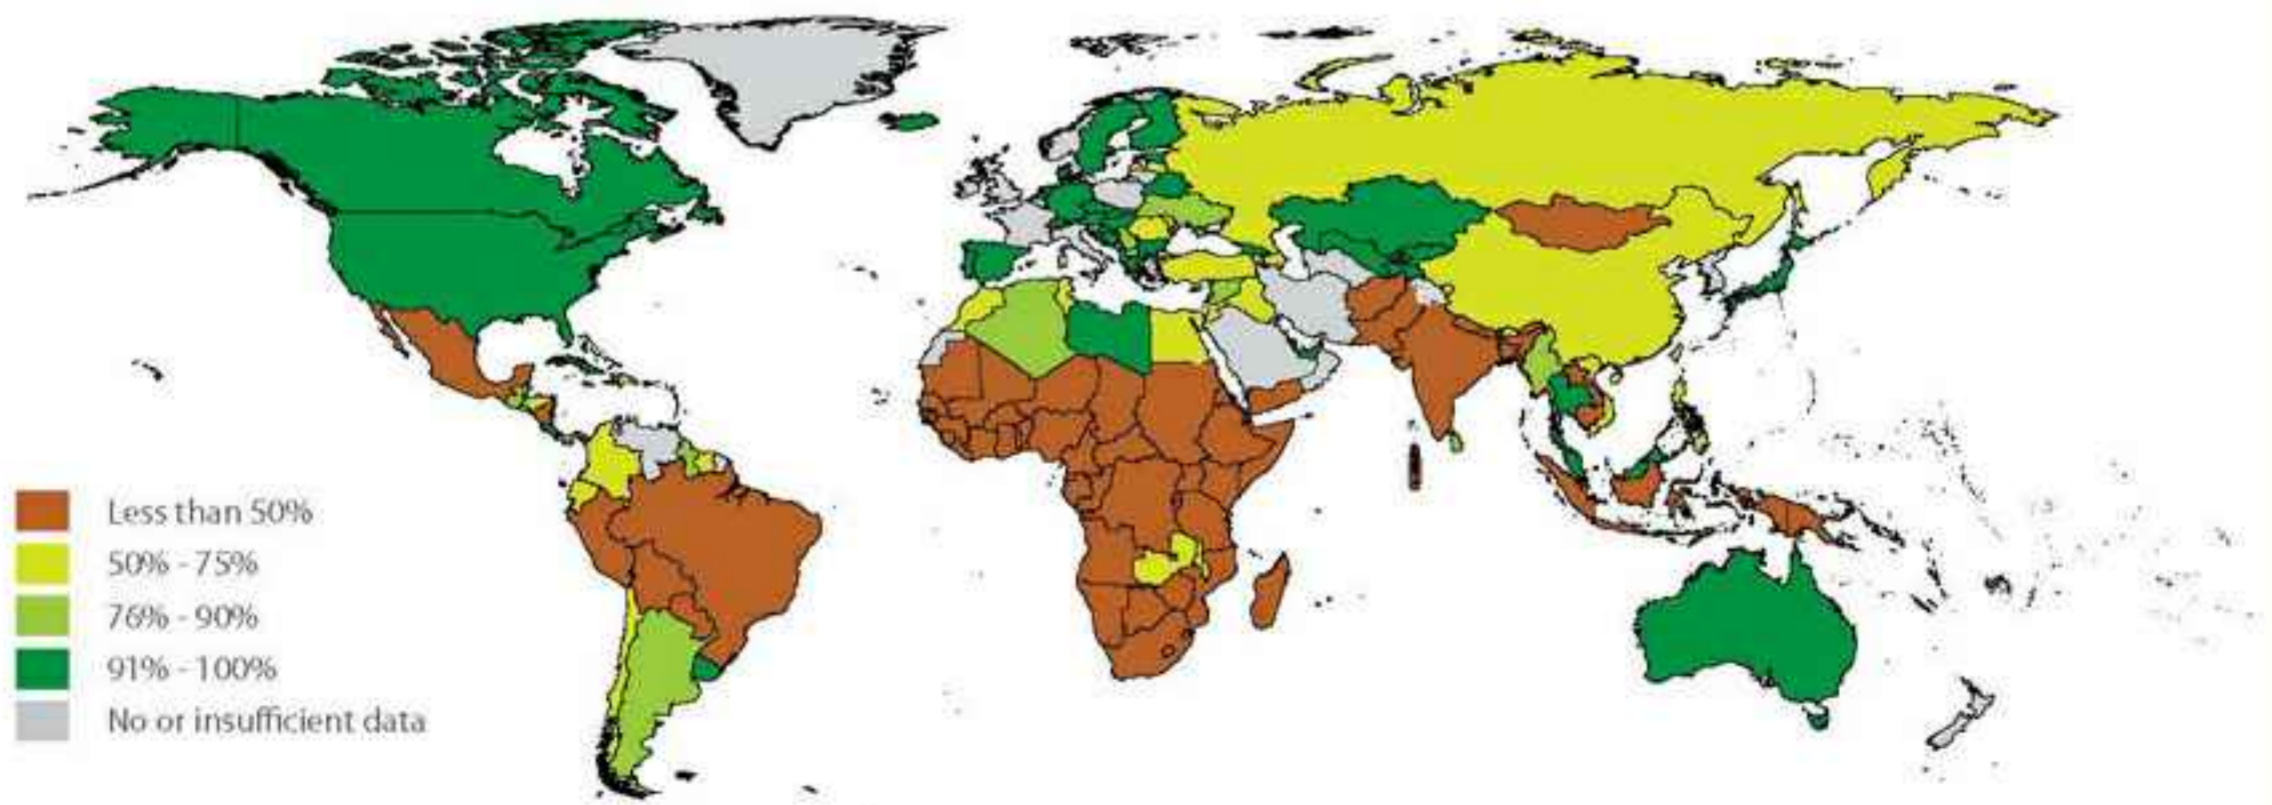 Less than 50%
50% - 75%
76% - 90%
91% - 100%
No or insufficient data